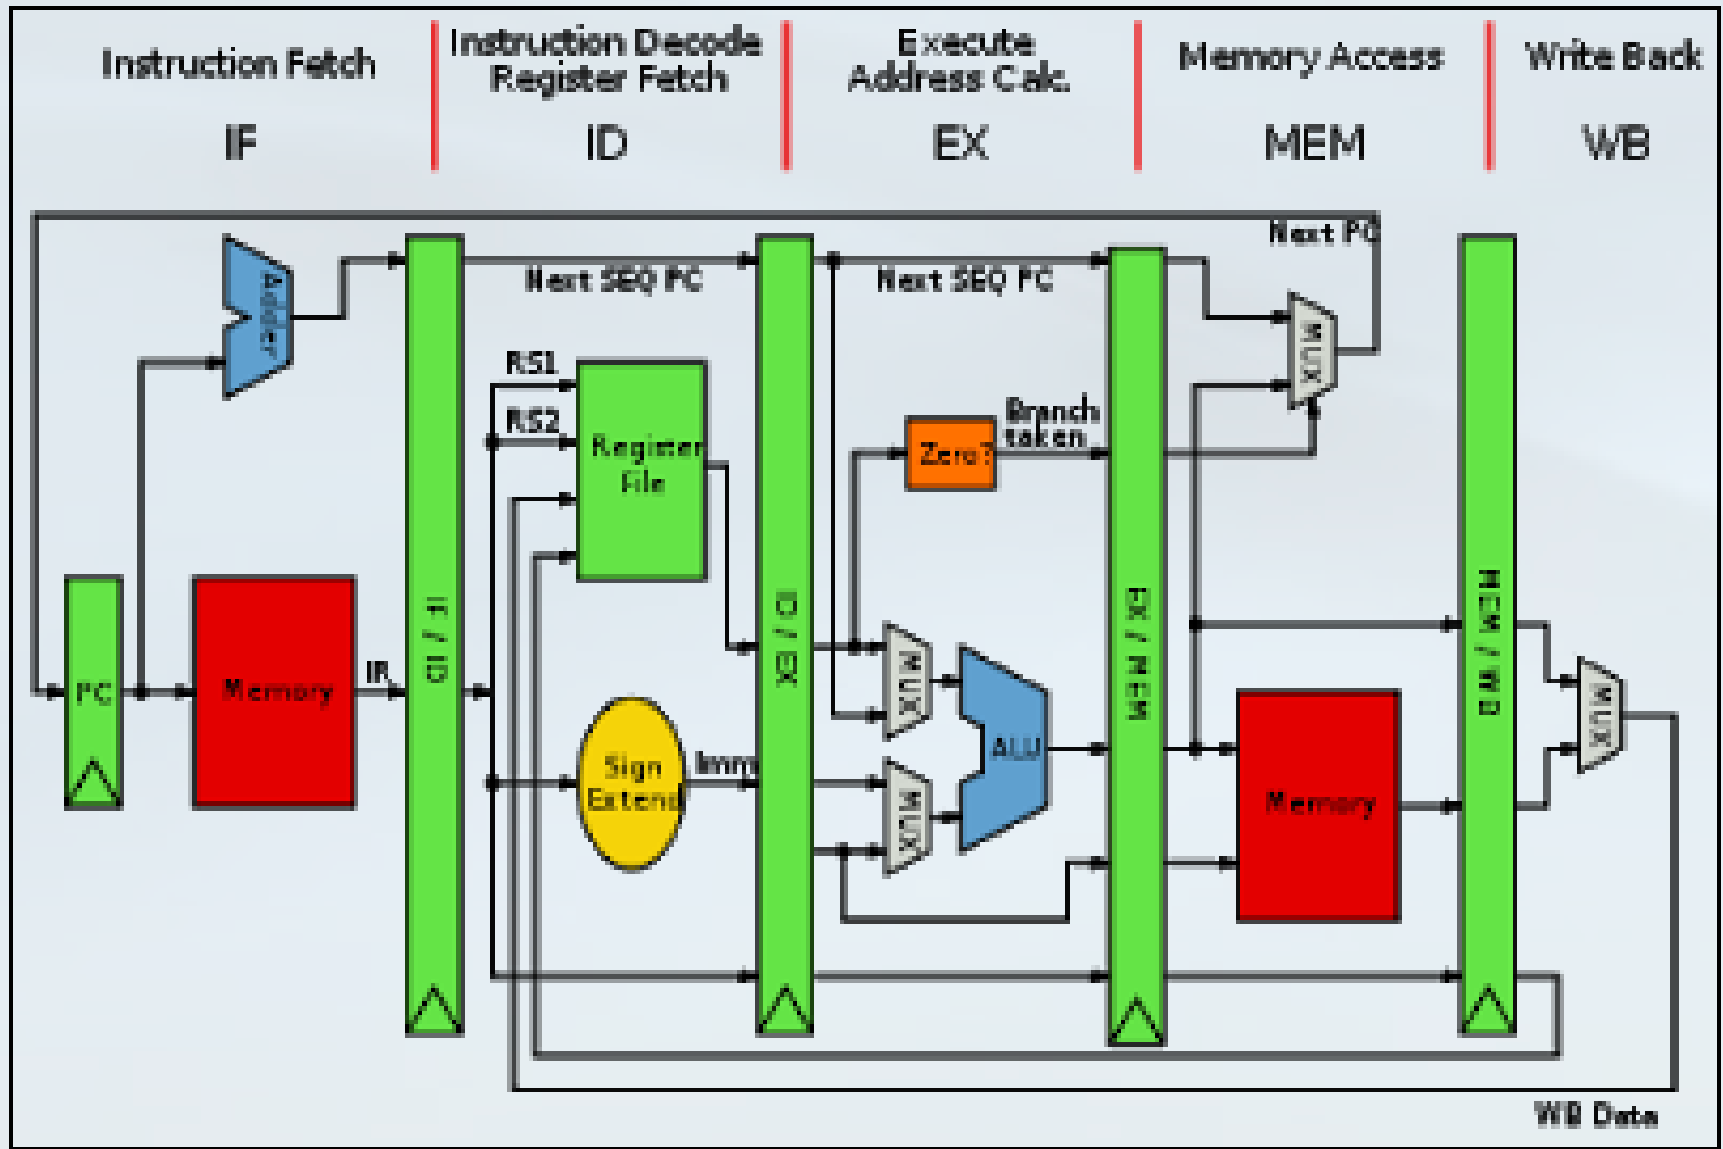 Instruction Fetch
IF
Instruction Decode
Register Fetch
ID
Execute
Address Calc.
EX
Memory Access
MEM
Write Back
WB
Next PC
Adder
Next SEQ PC
Next SEQ PC
MUX
RS1
RS2
Register
File
Branch
taken
Zero?
IF / ID
ID / EX
EX / MEM
MEM / WB
PC
Memory
IR
MUX
ALU
MUX
Sign
Extend
Imm
Memory
MUX
WB Data